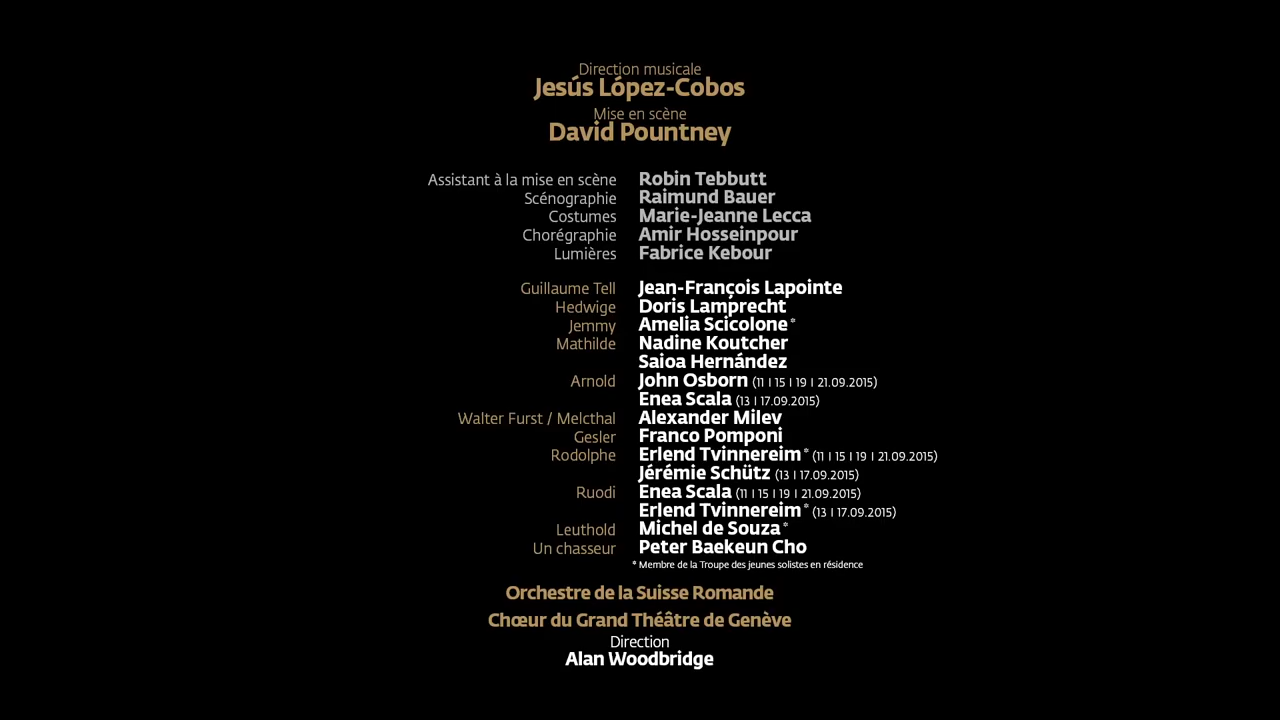 Direction musicale
Jesús López-Cobos
Mise en scène
David Pountney
Assistant à la mise en scène Robin Tebbutt
Scénographie Raimund Bauer
Costumes Marie-Jeanne Lecca
Chorégraphie Amir Hosseinpour
Lumières Fabrice Kebour
Guillaume Tell Jean-François Lapointe
Hedwige Doris Lamprecht
Jemmy Amelia Scicolone *
Mathilde Nadine Koutcher
Saioa Hernández
Arnold John Osborn (11 | 15 | 19 | 21.09.2015)
Enea Scala (13 | 17.09.2015)
Walter Furst / Melcthal Alexander Milev
Gesler Franco Pomponi
Rodolphe Erlend Tvinnereim * (11 | 15 | 19 | 21.09.2015)
Jérémie Schütz (13 | 17.09.2015)
Ruodi Enea Scala (11 | 15 | 19 | 21.09.2015)
Erlend Tvinnereim * (13 | 17.09.2015)
Leuthold Michel de Souza *
Un chasseur Peter Baekeun Cho
* Membre de la Troupe des jeunes solistes en résidence
Orchestre de la Suisse Romande
Chœur du Grand Théâtre de Genève
Direction
Alan Woodbridge